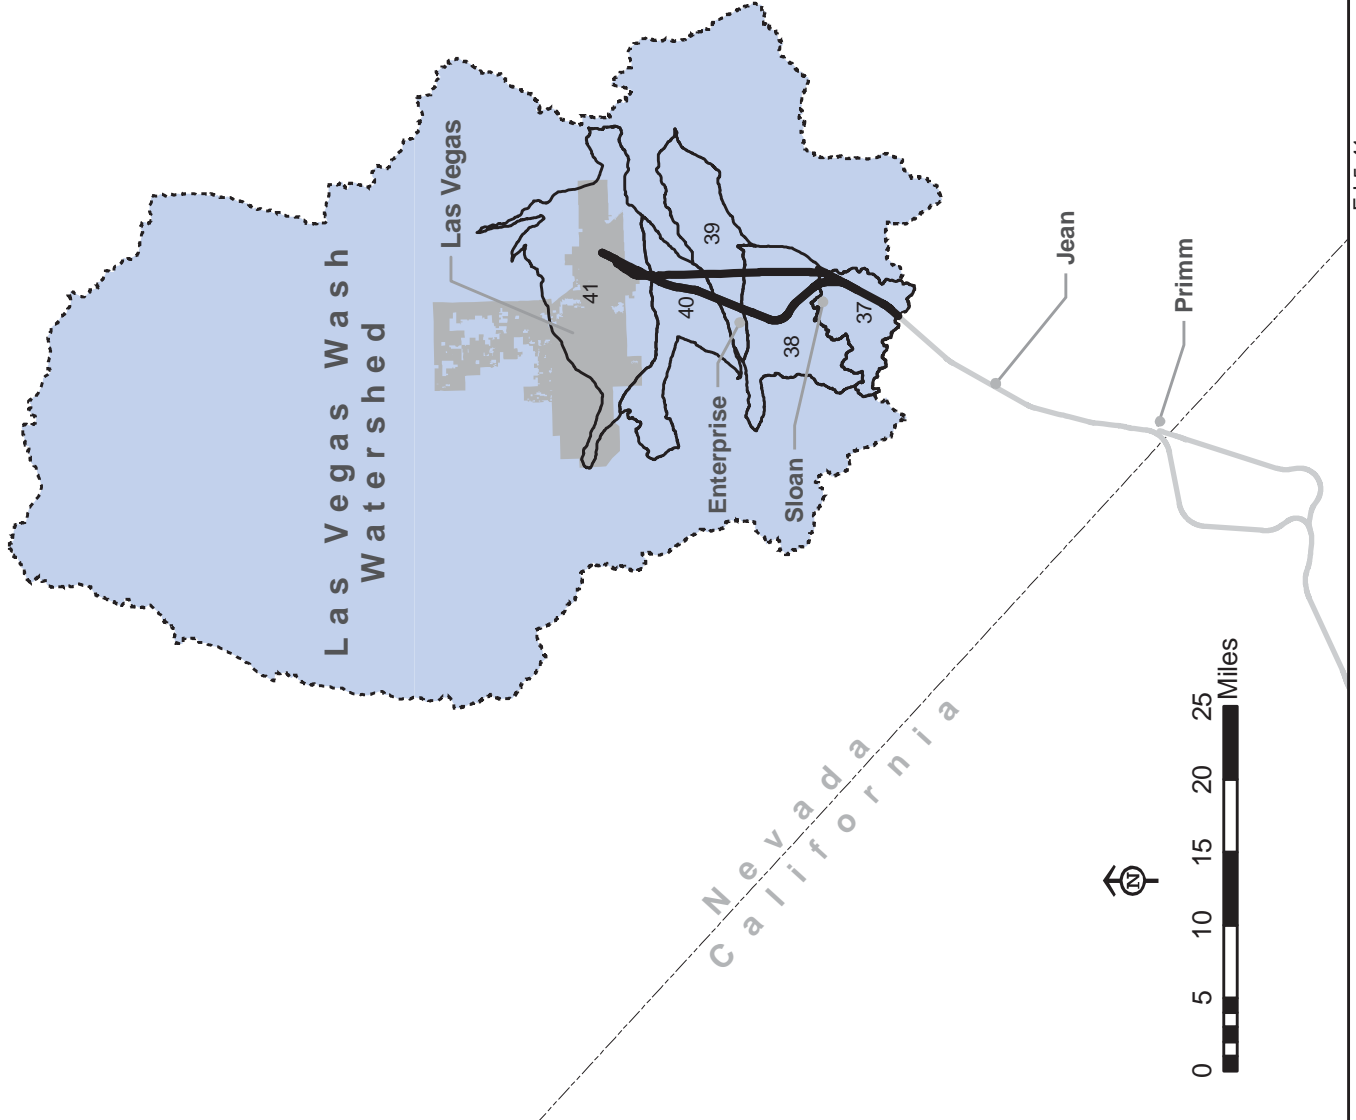 Las Vegas Wash
Watershed
Las Vegas
41
40
39
38
37
Enterprise
Sloan
Jean
Primm
Nevada
California
N
0 5 10 15 20 25
Miles